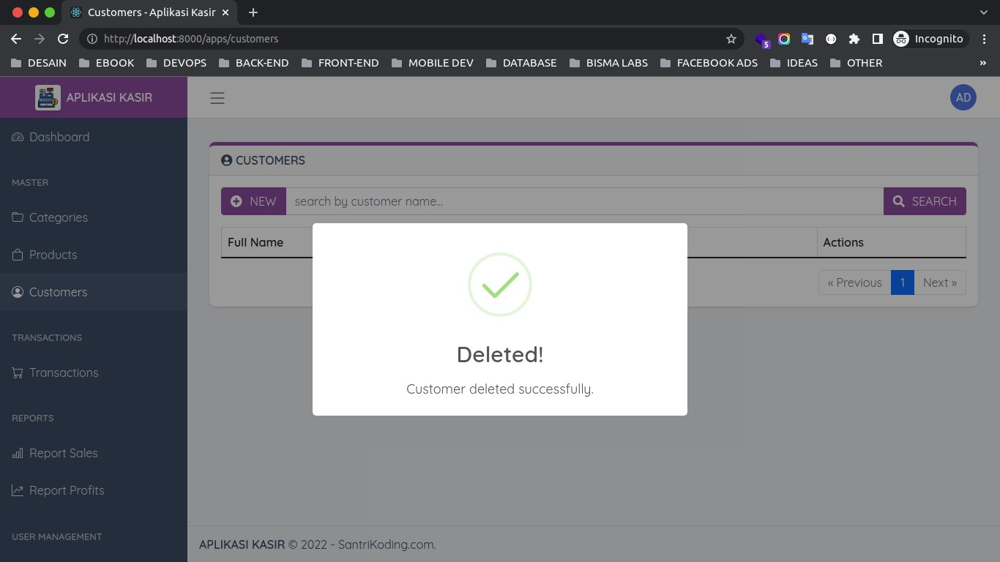 Customers - Aplikasi Kasir
http://localhost:8000/apps/customers
5
Incognito
DESAIN EBOOK DEVOPS BACK-END FRONT-END MOBILE DEV DATABASE BISMA LABS FACEBOOK ADS IDEAS OTHER »
APLIKASI KASIR
AD
Dashboard
MASTER
Categories
Products
Customers
TRANSACTIONS
Transactions
REPORTS
Report Sales
Report Profits
USER MANAGEMENT
CUSTOMERS
NEW
search by customer name...
SEARCH
Full Name
Actions
« Previous 1 Next »
Deleted!
Customer deleted successfully.
APLIKASI KASIR © 2022 - SantriKoding.com.